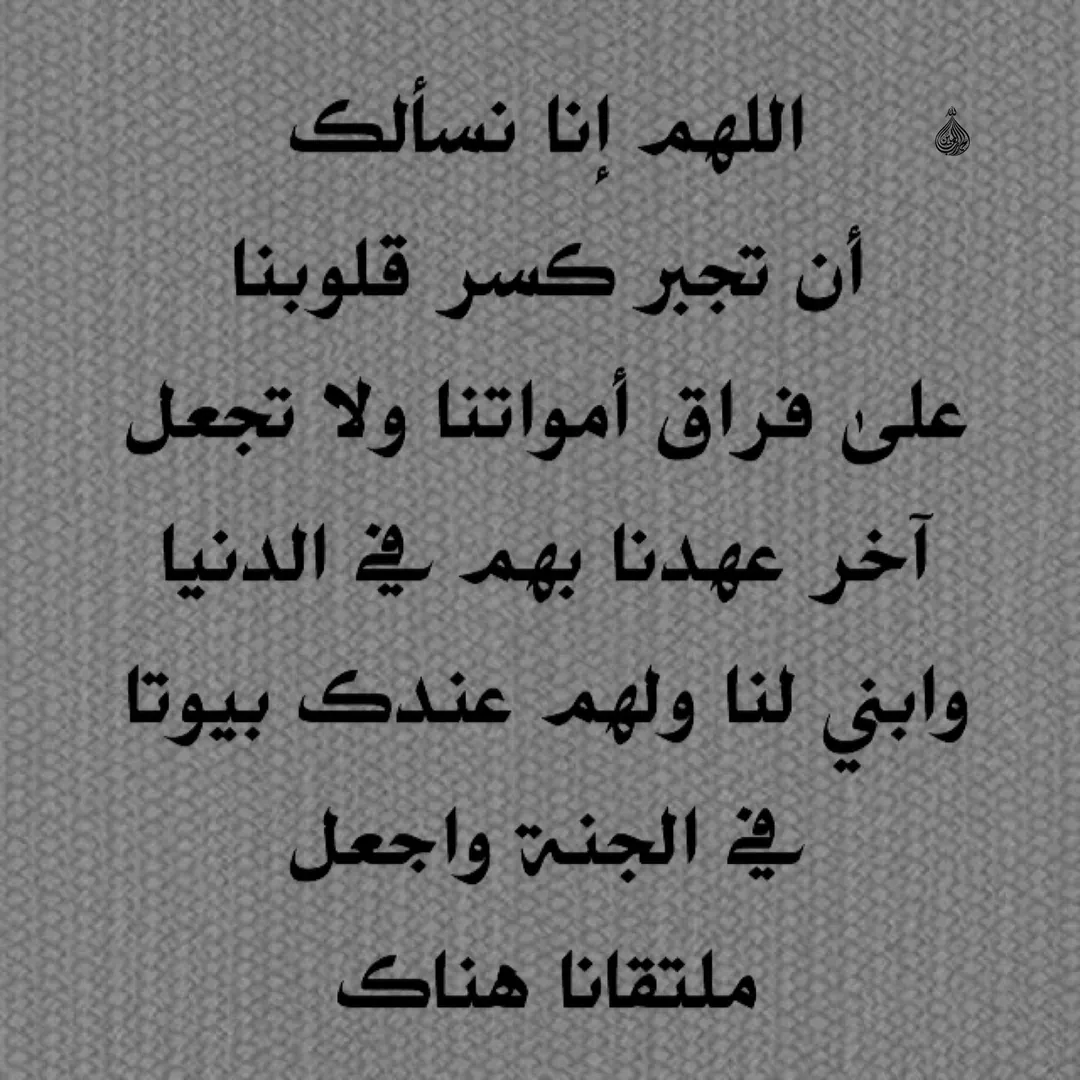 اللهم إنا نسألك
أن تجبر كسر قلوبنا
على فراق أمواتنا ولا تجعل
آخر عهدنا بهم في الدنيا
وابني لنا ولهم عندك بيوتا
في الجنة واجعل
ملتقانا هناك